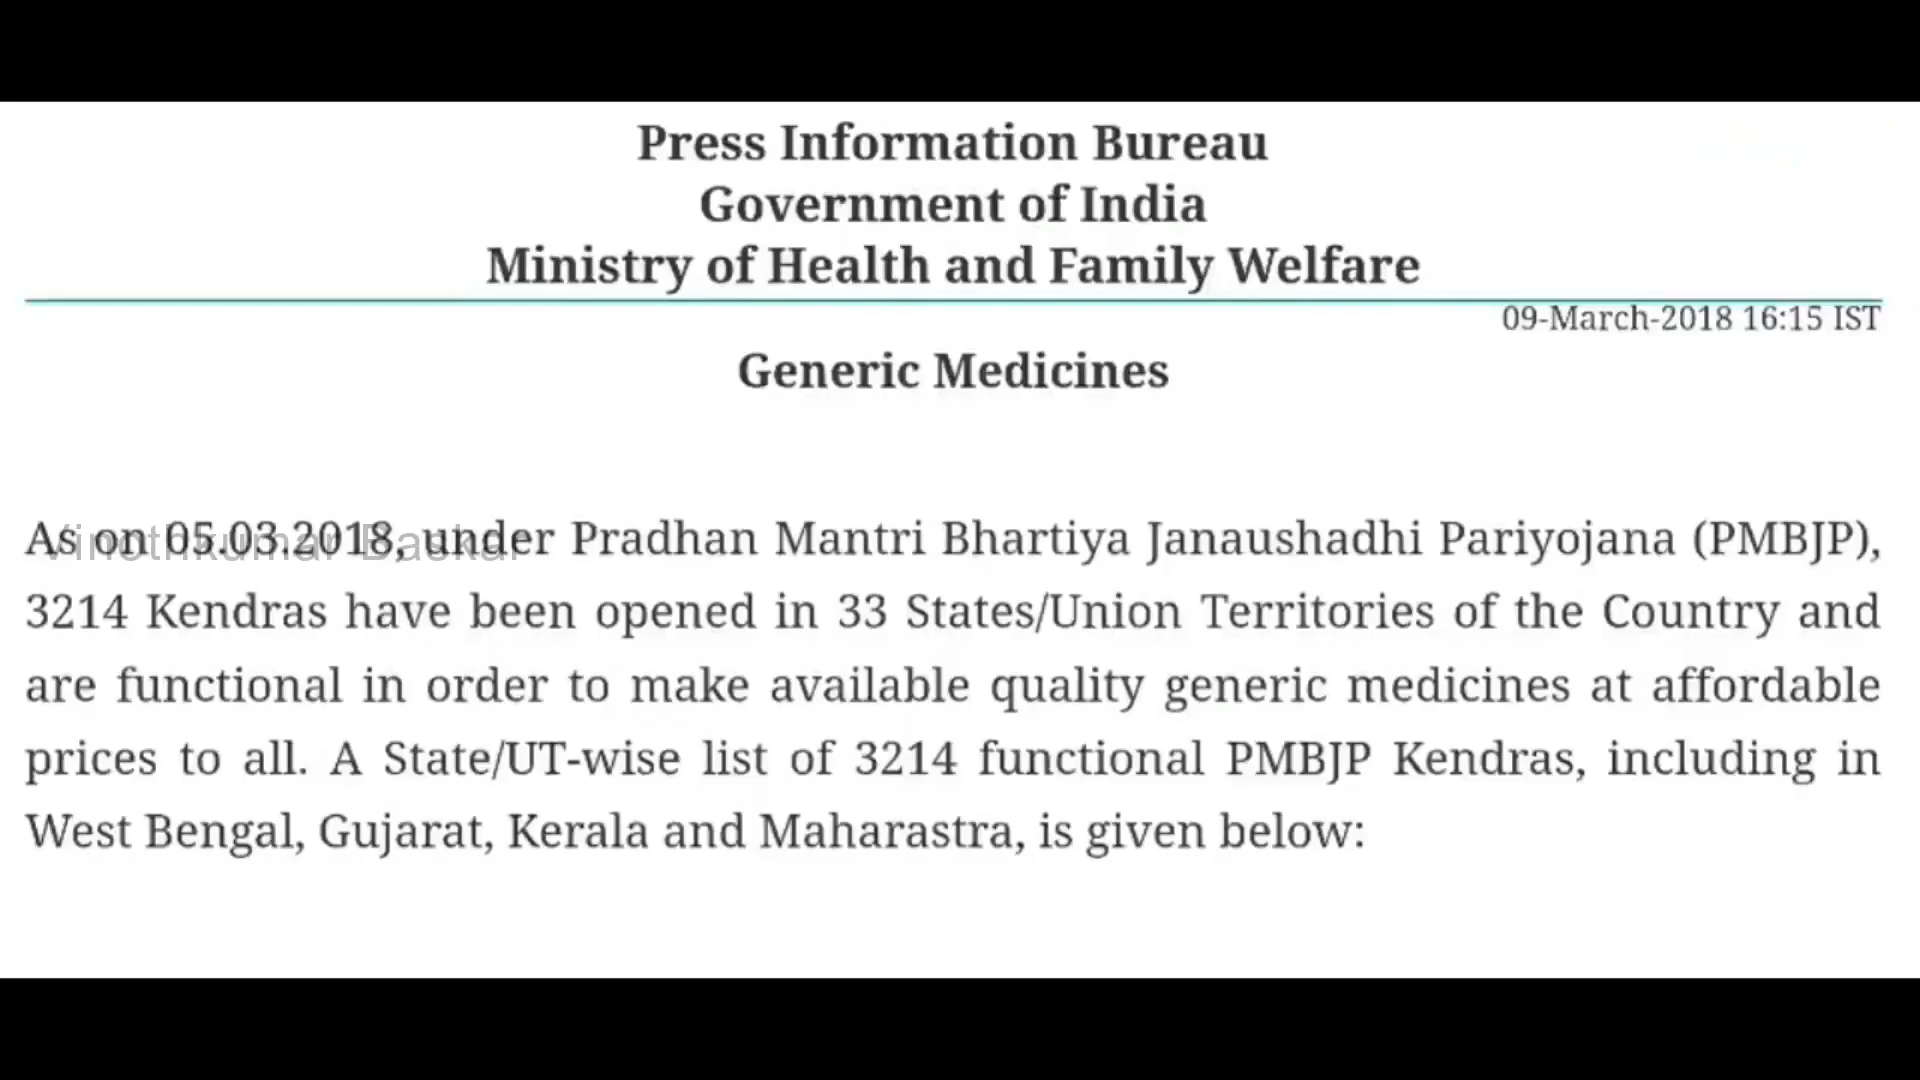 Press Information Bureau
Government of India
Ministry of Health and Family Welfare
09-March-2018 16:15 IST
Generic Medicines
As on 05.03.2018, under Pradhan Mantri Bhartiya Janaushadhi Pariyojana (PMBJP),
3214 Kendras have been opened in 33 States/Union Territories of the Country and
are functional in order to make available quality generic medicines at affordable
prices to all. A State/UT-wise list of 3214 functional PMBJP Kendras, including in
West Bengal, Gujarat, Kerala and Maharastra, is given below:
Vinothkumar Baskar